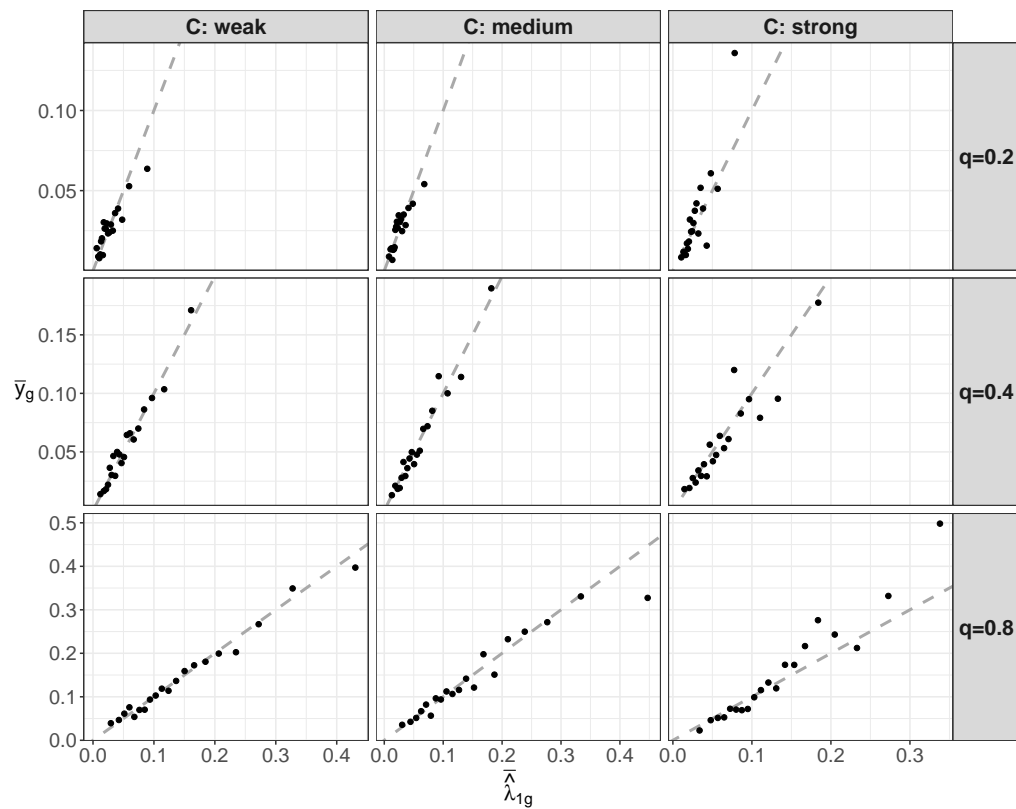 C: weak C: medium C: strong
0.10
0.05
q=0.2
0.15
0.10
0.05
q=0.4
ȳg
0.5
0.4
0.3
0.2
0.1
0.0
q=0.8
0.0 0.1 0.2 0.3 0.4 0.0 0.1 0.2 0.3 0.4 0.0 0.1 0.2 0.3
λ̂̄1g